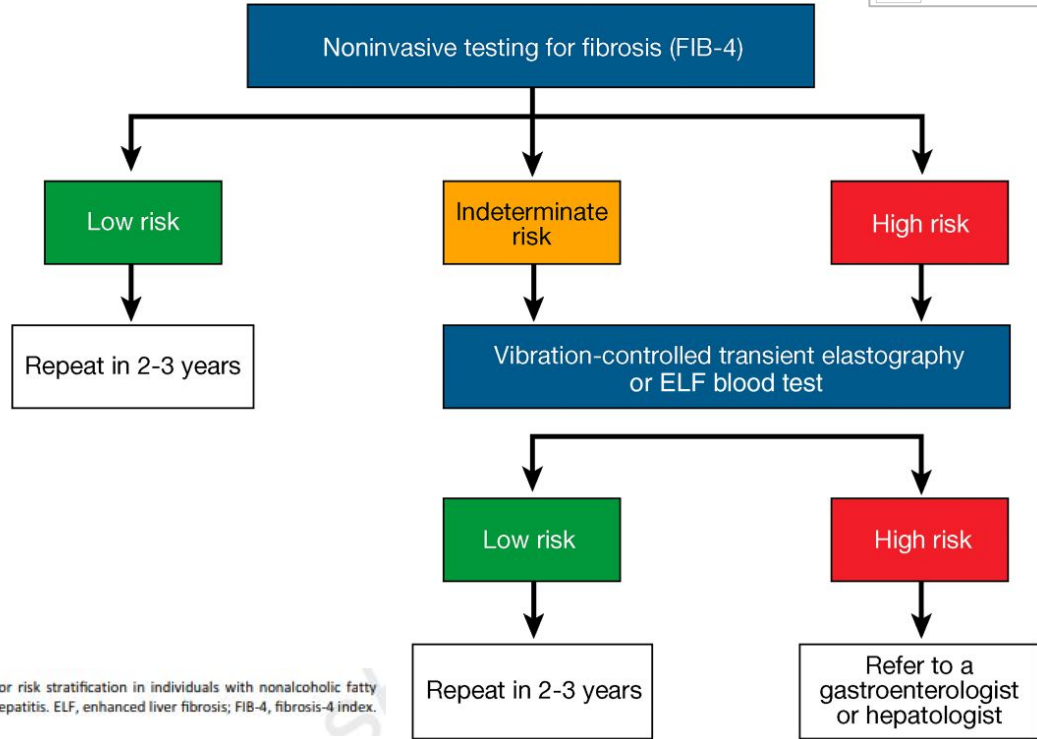 Noninvasive testing for fibrosis (FIB-4)
Low risk
Indeterminate
risk
High risk
Repeat in 2-3 years
Vibration-controlled transient elastography
or ELF blood test
Low risk
High risk
Repeat in 2-3 years
Refer to a
gastroenterologist
or hepatologist
or risk stratification in individuals with nonalcoholic fatty
epatitis. ELF, enhanced liver fibrosis; FIB-4, fibrosis-4 index.